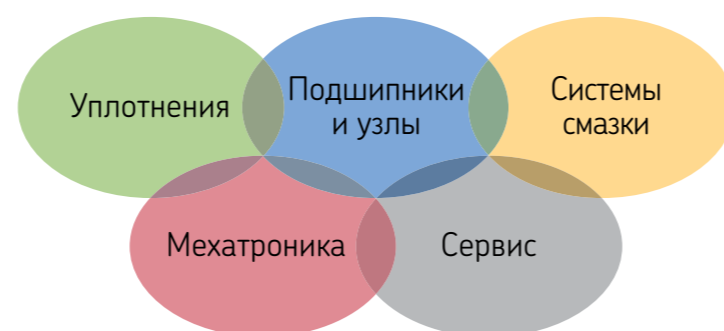 Уплотнения
Подшипники
и узлы
Системы
смазки
Мехатроника
Сервис